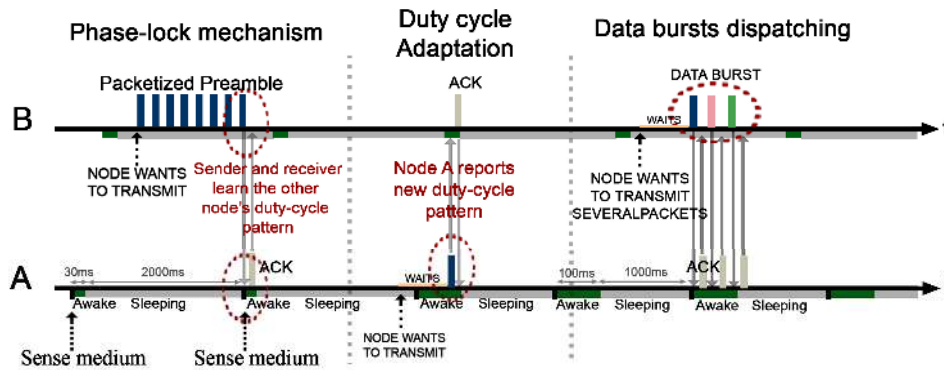 Phase-lock mechanism
Duty cycle
Adaptation
Data bursts dispatching
Packetized Preamble
ACK
DATA BURST
B
WAITS
NODE WANTS
TO TRANSMIT
Sender and receiver
learn the other
node's duty-cycle
pattern
Node A reports
new duty-cycle
pattern
NODE WANTS
TO TRANSMIT
SEVERALPACKETS
A
30ms
2000ms
ACK
WAITS
100ms
1000ms
ACK
Awake
Sleeping
Awake
Sleeping
Awake
Sleeping
Awake
Sleeping
Awake
Sleeping
NODE WANTS
TO TRANSMIT
Sense medium
Sense medium